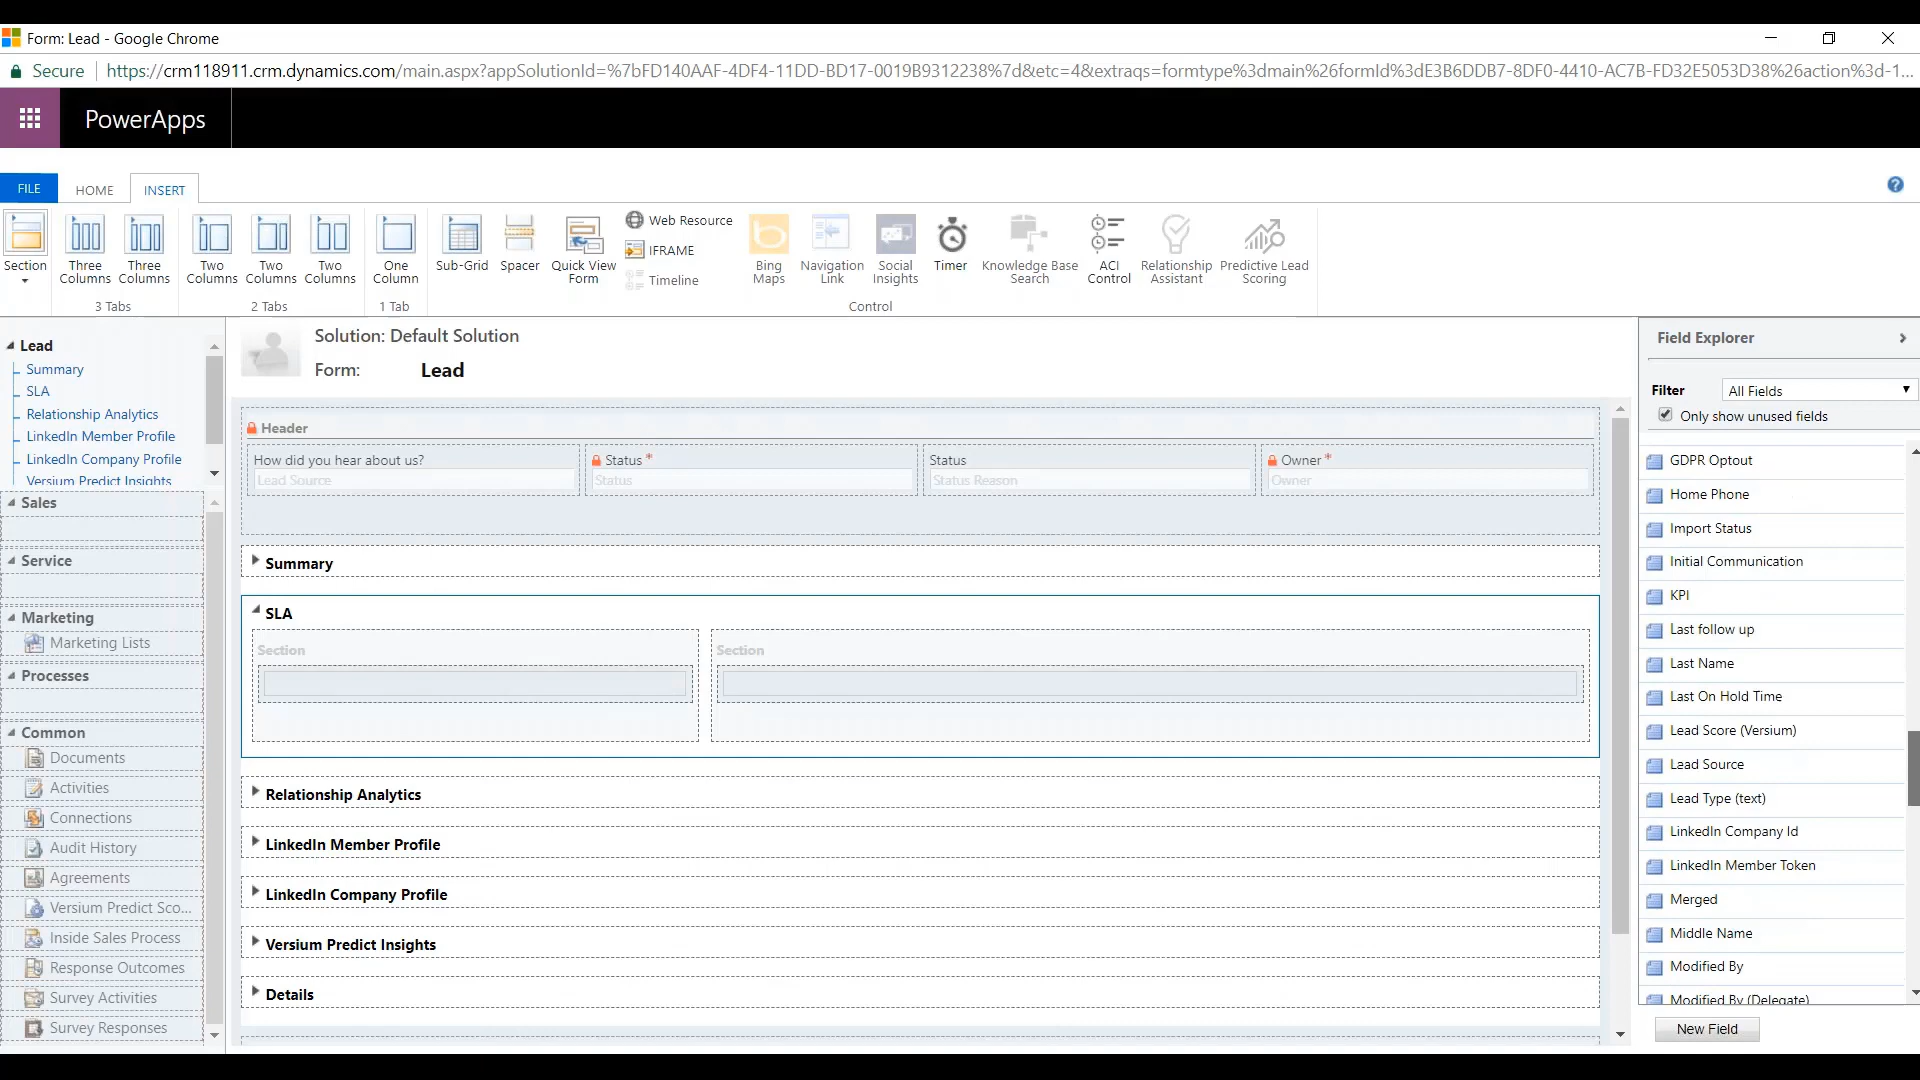 Form: Lead - Google Chrome
Secure https://crm118911.crm.dynamics.com/main.aspx?appSolutionId=%7bFD140AAF-4DF4-11DD-BD17-0019B9312238%7d&etc=4&extraqs=formtype%3dmain%26formId%3dE3B6DDB7-8DF0-4410-AC7B-FD32E5053D38%26action%3d-1...
PowerApps
FILE HOME INSERT
Section
Three Columns
Three Columns
3 Tabs
Two Columns
Two Columns
Two Columns
2 Tabs
One Column
1 Tab
Sub-Grid
Spacer
Quick View Form
Web Resource
IFRAME
Timeline
Bing Maps
Navigation Link
Social Insights
Timer
Knowledge Base Search
ACI Control
Relationship Assistant
Predictive Lead Scoring
Control
Lead
Summary
SLA
Relationship Analytics
LinkedIn Member Profile
LinkedIn Company Profile
Versium Predict Insights
Sales
Service
Marketing
Marketing Lists
Processes
Common
Documents
Activities
Connections
Audit History
Agreements
Versium Predict Sco...
Inside Sales Process
Response Outcomes
Survey Activities
Survey Responses
Solution: Default Solution
Form: Lead
Header
How did you hear about us? Status * Status Owner *
Lead Source Status Status Reason Owner
Summary
SLA
Section Section
Relationship Analytics
LinkedIn Member Profile
LinkedIn Company Profile
Versium Predict Insights
Details
Field Explorer
Filter All Fields
Only show unused fields
GDPR Optout
Home Phone
Import Status
Initial Communication
KPI
Last follow up
Last Name
Last On Hold Time
Lead Score (Versium)
Lead Source
Lead Type (text)
LinkedIn Company Id
LinkedIn Member Token
Merged
Middle Name
Modified By
Modified By (Delegate)
New Field